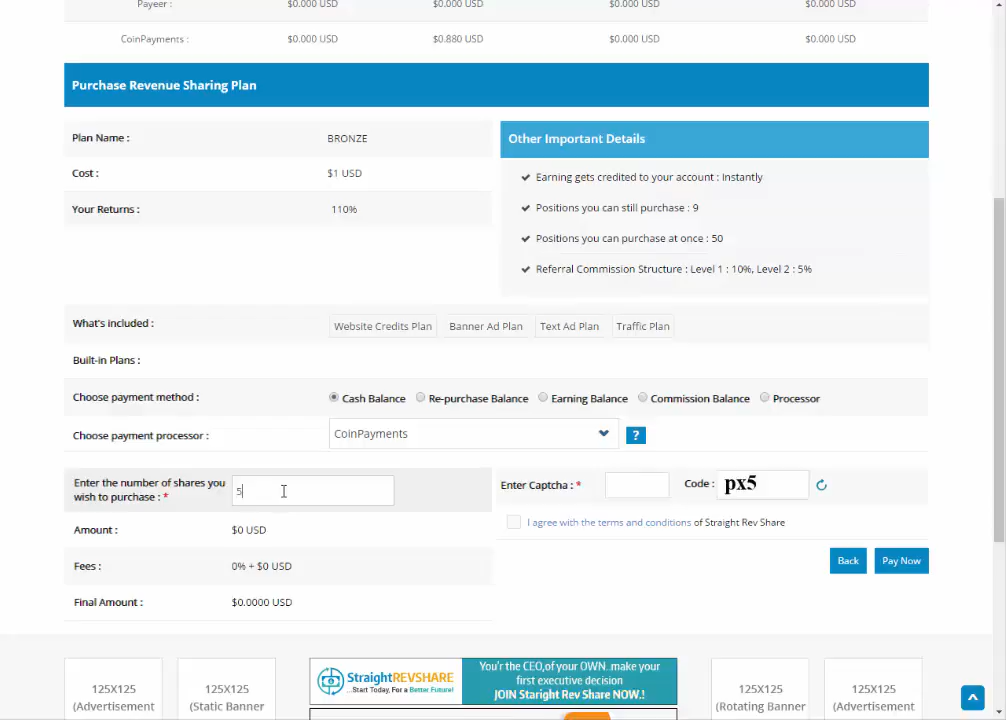 Payeer : $0.000 USD $0.000 USD $0.000 USD $0.000 USD
CoinPayments : $0.000 USD $0.880 USD $0.000 USD $0.000 USD
Purchase Revenue Sharing Plan
Plan Name : BRONZE
Cost : $1 USD
Your Returns : 110%
Other Important Details
Earning gets credited to your account : Instantly
Positions you can still purchase : 9
Positions you can purchase at once : 50
Referral Commission Structure : Level 1 : 10%, Level 2 : 5%
What's included : Website Credits Plan Banner Ad Plan Text Ad Plan Traffic Plan
Built-in Plans :
Choose payment method : Cash Balance Re-purchase Balance Earning Balance Commission Balance Processor
Choose payment processor : CoinPayments ?
Enter the number of shares you
wish to purchase : * 5
Amount : $0 USD
Fees : 0% + $0 USD
Final Amount : $0.0000 USD
Enter Captcha : * Code : px5
I agree with the terms and conditions of Straight Rev Share
Back Pay Now
125X125
(Advertisement
125X125
(Static Banner
StraightREVSHARE
...Start Today, For a Better Future!
You'r the CEO,of your OWN. make your
first executive decision
JOIN Staright Rev Share NOW.!
125X125
(Rotating Banner
125X125
(Advertisement